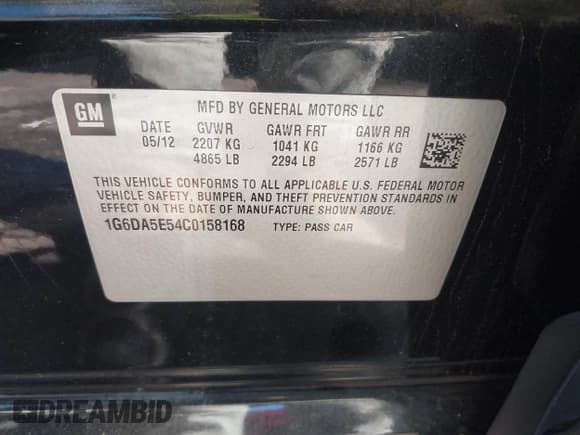 GM ®
MFD BY GENERAL MOTORS LLC
DATE GVWR GAWR FRT GAWR RR
05/12 2207 KG 1041 KG 1166 KG
4865 LB 2294 LB 2571 LB
THIS VEHICLE CONFORMS TO ALL APPLICABLE U.S. FEDERAL MOTOR
VEHICLE SAFETY, BUMPER, AND THEFT PREVENTION STANDARDS IN
EFFECT ON THE DATE OF MANUFACTURE SHOWN ABOVE.
1G6DA5E54C0158168 TYPE: PASS CAR
DREAMBID